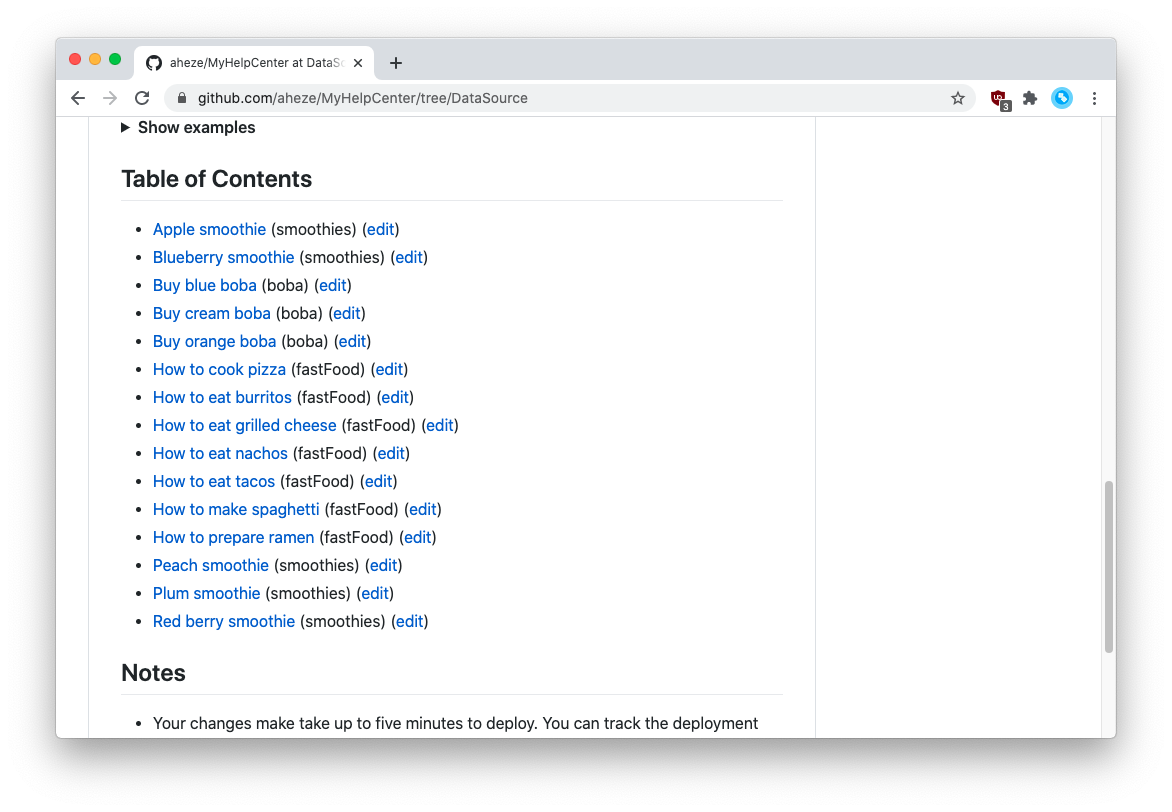 aheze/MyHelpCenter at DataSo
github.com/aheze/MyHelpCenter/tree/DataSource
3
Show examples
Table of Contents
Apple smoothie (smoothies) (edit)
Blueberry smoothie (smoothies) (edit)
Buy blue boba (boba) (edit)
Buy cream boba (boba) (edit)
Buy orange boba (boba) (edit)
How to cook pizza (fastFood) (edit)
How to eat burritos (fastFood) (edit)
How to eat grilled cheese (fastFood) (edit)
How to eat nachos (fastFood) (edit)
How to eat tacos (fastFood) (edit)
How to make spaghetti (fastFood) (edit)
How to prepare ramen (fastFood) (edit)
Peach smoothie (smoothies) (edit)
Plum smoothie (smoothies) (edit)
Red berry smoothie (smoothies) (edit)
Notes
Your changes make take up to five minutes to deploy. You can track the deployment